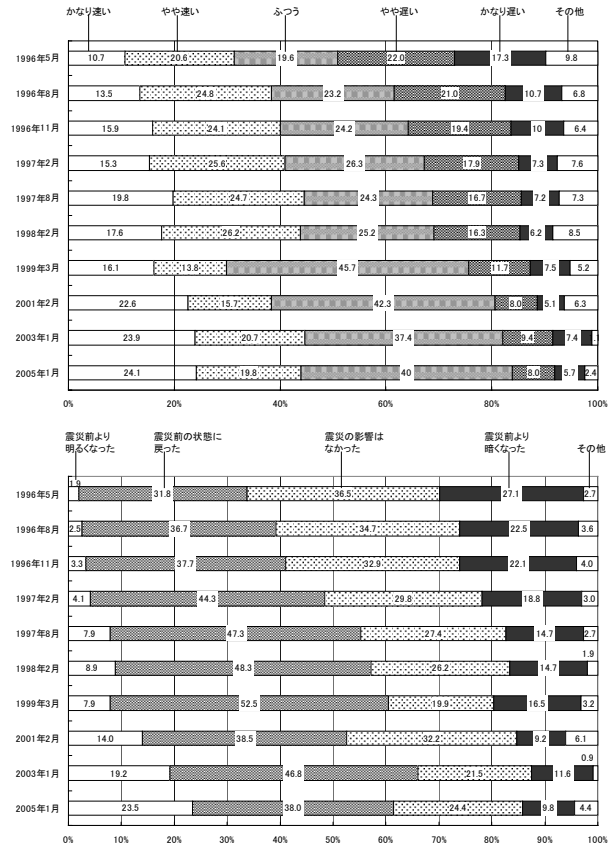 かなり速い やや速い ふつう やや遅い かなり遅い その他
1996年5月 10.7 20.6 19.6 22.0 17.3 9.8
1996年8月 13.5 24.8 23.2 21.0 10.7 6.8
1996年11月 15.9 24.1 24.2 19.4 10 6.4
1997年2月 15.3 25.6 26.3 17.9 7.3 7.6
1997年8月 19.8 24.7 24.3 16.7 7.2 7.3
1998年2月 17.6 26.2 25.2 16.3 6.2 8.5
1999年3月 16.1 13.8 45.7 11.7 7.5 5.2
2001年2月 22.6 15.7 42.3 8.0 5.1 6.3
2003年1月 23.9 20.7 37.4 9.4 7.4
2005年1月 24.1 19.8 40 8.0 5.7 2.4
0% 20% 40% 60% 80% 100%
震災前より 震災前の状態に 震災の影響は 震災前より その他
明るくなった 戻った なかった 暗くなった
1996年5月 1.9 31.8 36.5 27.1 2.7
1996年8月 2.5 36.7 34.7 22.5 3.6
1996年11月 3.3 37.7 32.9 22.1 4.0
1997年2月 4.1 44.3 29.8 18.8 3.0
1997年8月 7.9 47.3 27.4 14.7 2.7
1998年2月 8.9 48.3 26.2 14.7 1.9
1999年3月 7.9 52.5 19.9 16.5 3.2
2001年2月 14.0 38.5 32.2 9.2 6.1
2003年1月 19.2 46.8 21.5 11.6 0.9
2005年1月 23.5 38.0 24.4 9.8 4.4
0% 10% 20% 30% 40% 50% 60% 70% 80% 90% 100%